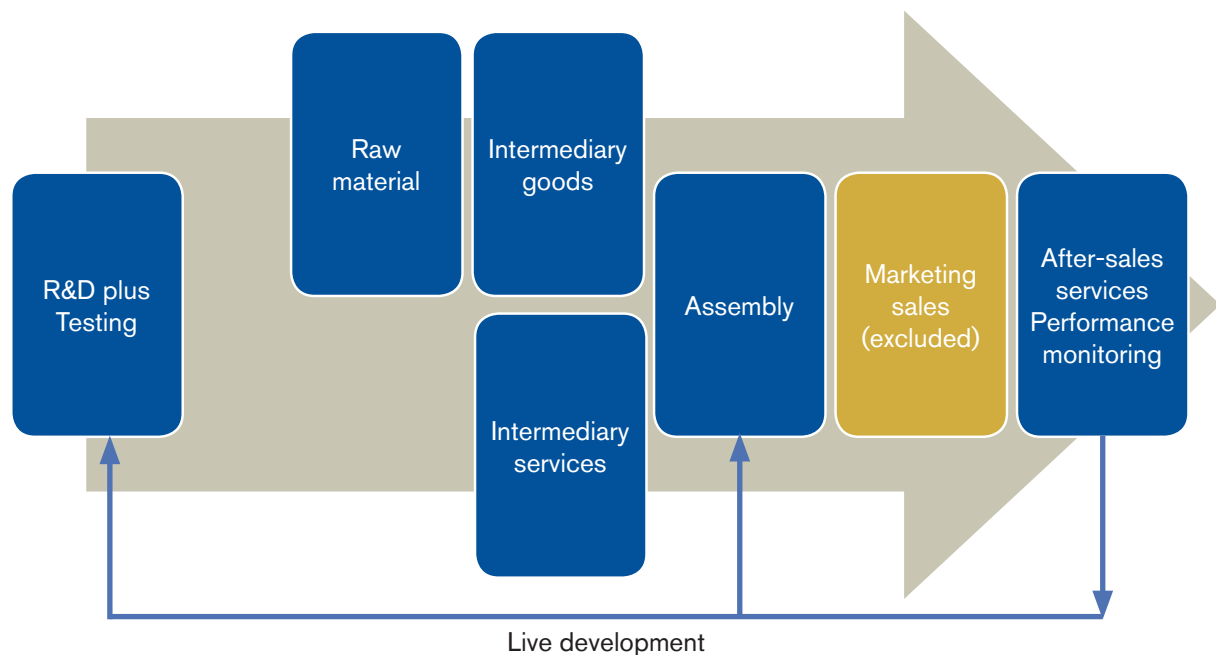 R&D plus
Testing
Raw
material
Intermediary
goods
Intermediary
services
Assembly
Marketing
sales
(excluded)
After-sales
services
Performance
monitoring
Live development